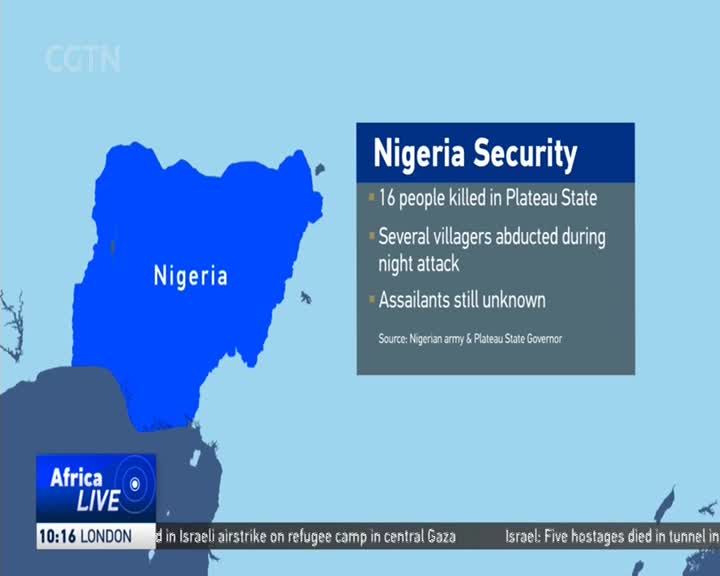 CGTN
Nigeria Security
16 people killed in Plateau State
Several villagers abducted during
night attack
Assailants still unknown
Source: Nigerian army & Plateau State Governor
Nigeria
Africa
LIVE
10:16 LONDON
in Israeli airstrike on refugee camp in central Gaza Israel: Five hostages died in tunnel in